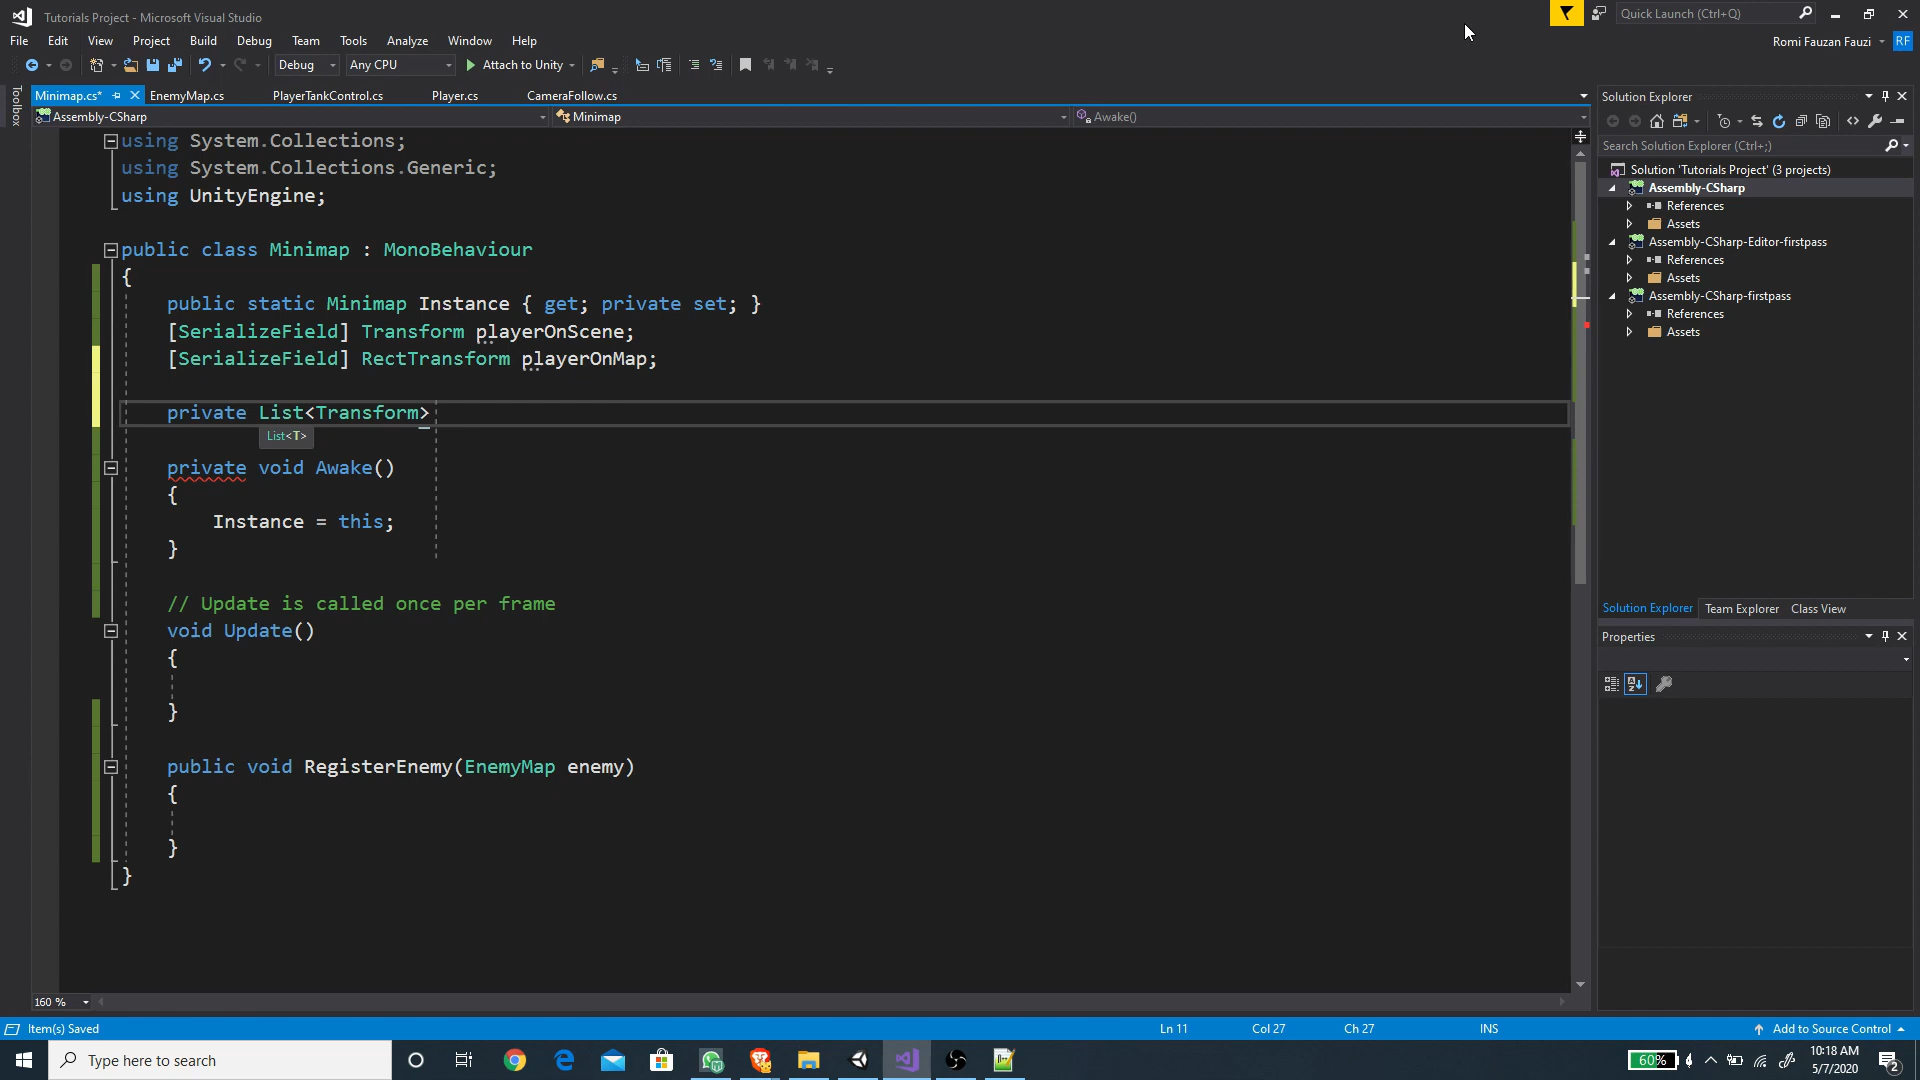 Tutorials Project - Microsoft Visual Studio
Quick Launch (Ctrl+Q)
File Edit View Project Build Debug Team Tools Analyze Window Help
Romi Fauzan Fauzi RF
Debug Any CPU Attach to Unity
Toolbox
Minimap.cs* EnemyMap.cs PlayerTankControl.cs Player.cs CameraFollow.cs
Assembly-CSharp Minimap Awake()
using System.Collections;
using System.Collections.Generic;
using UnityEngine;
public class Minimap : MonoBehaviour
{
public static Minimap Instance { get; private set; }
[SerializeField] Transform playerOnScene;
[SerializeField] RectTransform playerOnMap;
private List<Transform>
List<T>
private void Awake()
{
Instance = this;
}
// Update is called once per frame
void Update()
{
}
public void RegisterEnemy(EnemyMap enemy)
{
}
}
160 %
Solution Explorer
Search Solution Explorer (Ctrl+;)
Solution 'Tutorials Project' (3 projects)
Assembly-CSharp
References
Assets
Assembly-CSharp-Editor-firstpass
References
Assets
Assembly-CSharp-firstpass
References
Assets
Solution Explorer Team Explorer Class View
Properties
Item(s) Saved Ln 11 Col 27 Ch 27 INS Add to Source Control
Type here to search
60%
10:18 AM
5/7/2020
2